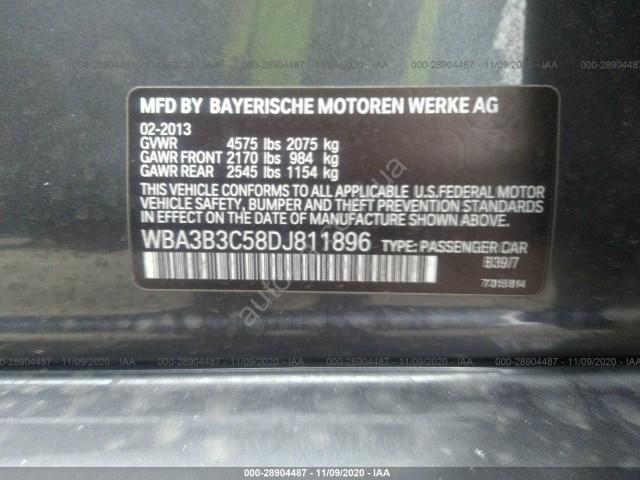 000-28904487 - 11/09/2020 - IAA
MFD BY BAYERISCHE MOTOREN WERKE AG
02-2013
GVWR 4575 lbs 2075 kg
GAWR FRONT 2170 lbs 984 kg
GAWR REAR 2545 lbs 1154 kg
THIS VEHICLE CONFORMS TO ALL APPLICABLE U.S.FEDERAL MOTOR
VEHICLE SAFETY, BUMPER AND THEFT PREVENTION STANDARDS
IN EFFECT ON THE DATE OF MANUFACTURE SHOWN ABOVE.
WBA3B3C58DJ811896 TYPE: PASSENGER CAR
B39/7
000-28904487 - 11/09/2020 - IAA
000-28904487 - 11/09/2020 - IAA